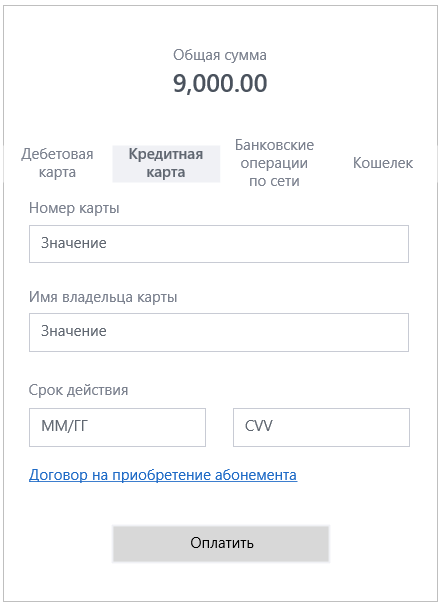 Общая сумма
9,000.00
Дебетовая
карта
Кредитная
карта
Банковские
операции
по сети
Кошелек
Номер карты
Значение
Имя владельца карты
Значение
Срок действия
ММ/ГГ
CVV
Договор на приобретение абонемента
Оплатить